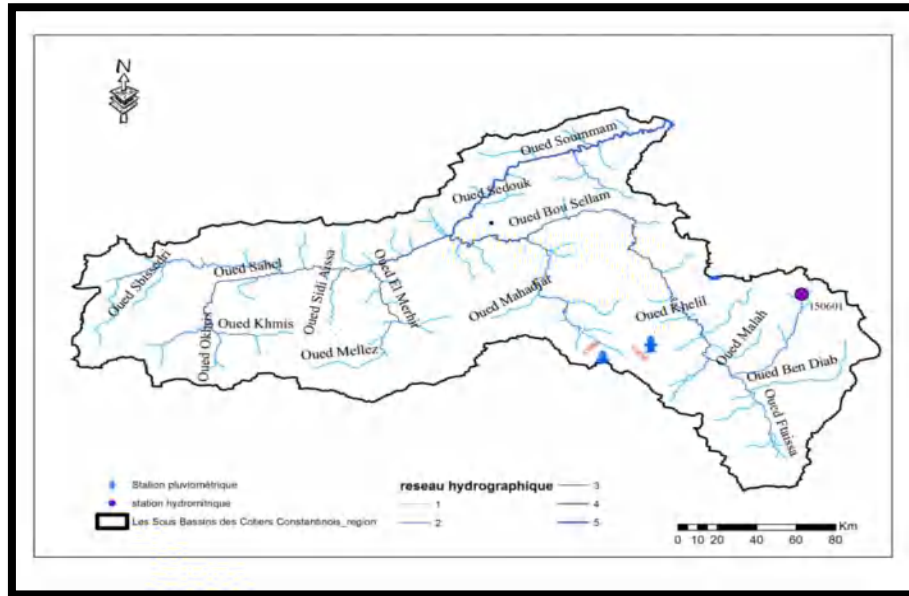 N
Oued Soummam
Oued Sedouk
Oued Bou Sellam
Oued Sbissedri
Oued Sahel
Oued Sidi Aissa
Oued El Merhir
Oued Mahadjar
Oued Khelil
150601
Oued Okhris
Oued Khmis
Oued Mellez
Oued Malah
Oued Ben Diab
Oued Ftaissa
Station pluviométrique
station hydromitrique
Les Sous Bassins des Cotiers Constantinois_region
reseau hydrographique
1
2
3
4
5
Km
0 10 20 40 60 80